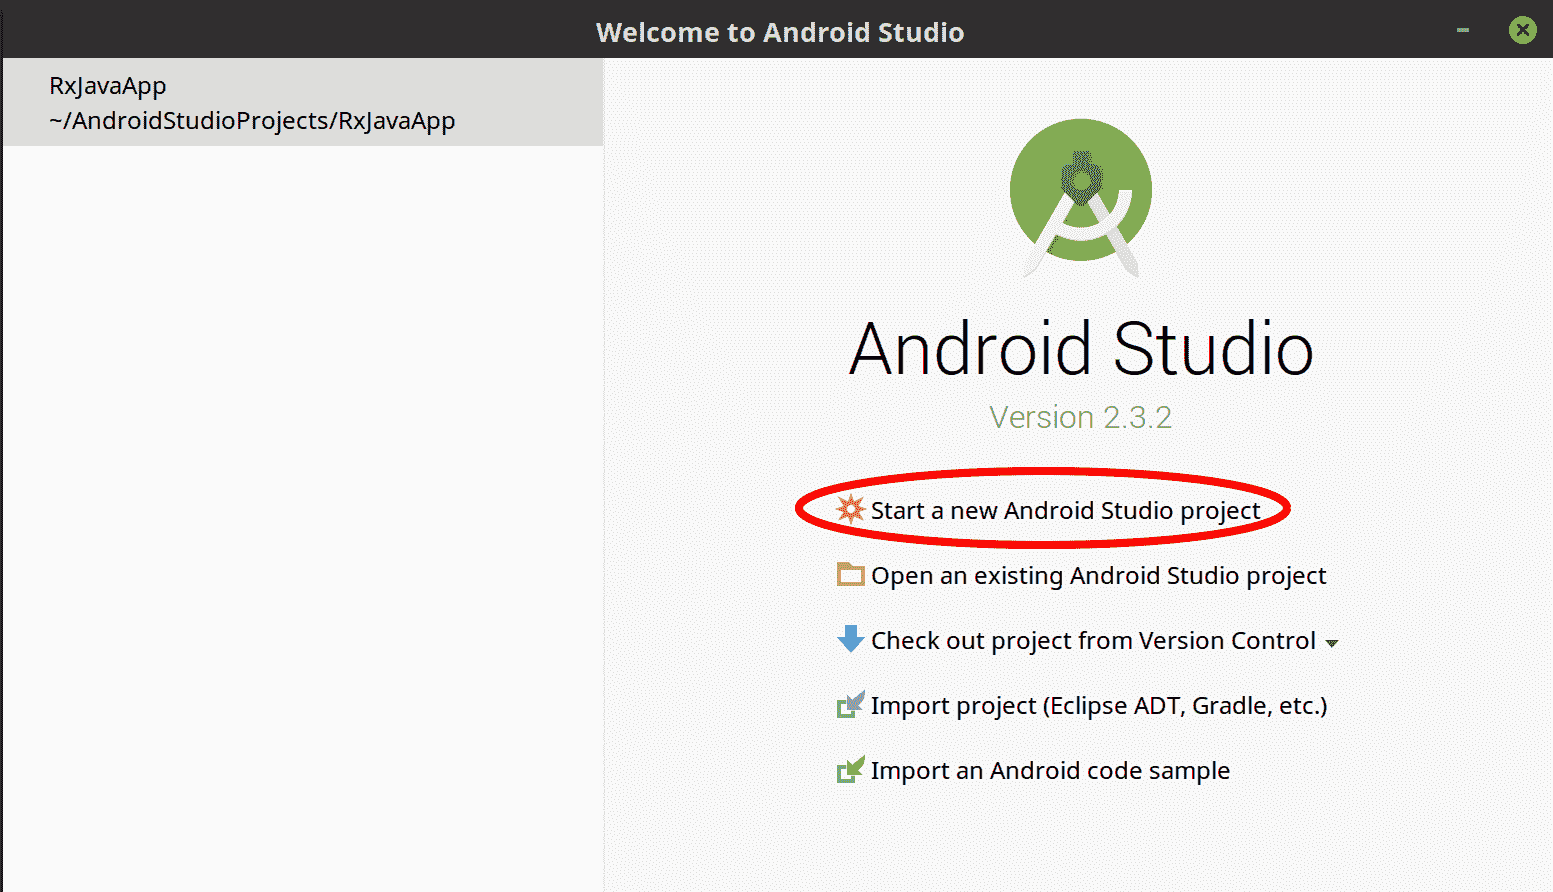 Welcome to Android Studio
RxJavaApp
~/AndroidStudioProjects/RxJavaApp
Android Studio
Version 2.3.2
Start a new Android Studio project
Open an existing Android Studio project
Check out project from Version Control
Import project (Eclipse ADT, Gradle, etc.)
Import an Android code sample